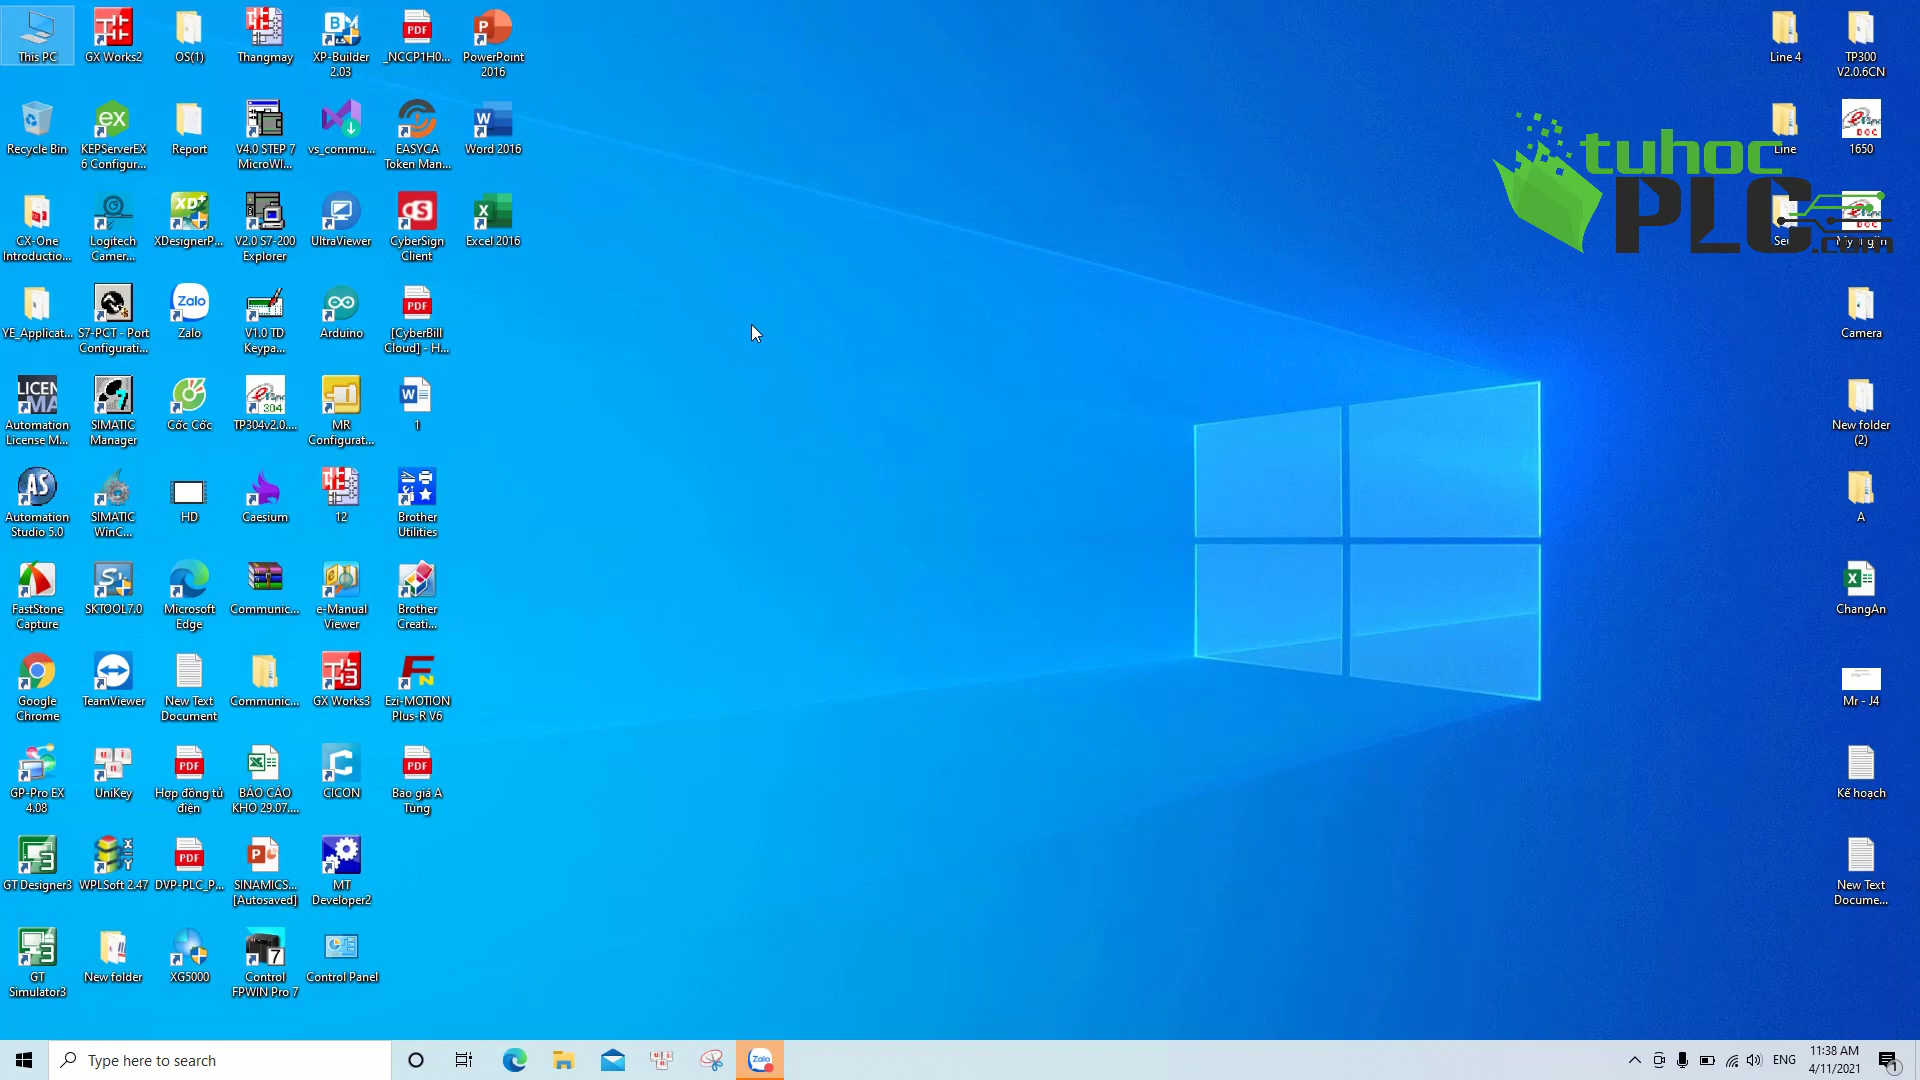 This PC
GX Works2
OS(1)
Thangmay
XP-Builder
2.03
_NCCP1H0...
PowerPoint
2016
Recycle Bin
KEPServerEX
6 Configur...
Report
V4.0 STEP 7
MicroWI...
vs_commu...
EASYCA
Token Man...
Word 2016
CX-One
Introductio...
Logitech
Camer...
XDesignerP...
V2.0 S7-200
Explorer
UltraViewer
CyberSign
Client
Excel 2016
YE_Applicat...
S7-PCT - Port
Configurati...
Zalo
V1.0 TD
Keypa...
Arduino
[CyberBill
Cloud] - H...
Automation
License M...
SIMATIC
Manager
Cốc Cốc
TP304v2.0....
MR
Configurat...
1
Automation
Studio 5.0
SIMATIC
WinC...
HD
Caesium
12
Brother
Utilities
FastStone
Capture
SKTOOL7.0
Microsoft
Edge
Communic...
e-Manual
Viewer
Brother
Creati...
Google
Chrome
TeamViewer
New Text
Document
Communic...
GX Works3
Ezi-MOTION
Plus-R V6
GP-Pro EX
4.08
UniKey
Hợp đồng tủ
điện
BÁO CÁO
KHO 29.07....
CICON
Báo giá A
Tùng
GT Designer3
WPLSoft 2.47
DVP-PLC_P...
SINAMICS...
[Autosaved]
MT
Developer2
GT
Simulator3
New folder
XG5000
Control
FPWIN Pro 7
Control Panel
Line 4
TP300
V2.0.6CN
Line
1650
tuhoc
PLC
.com
Camera
New folder
(2)
A
ChangAn
Mr - J4
Kế hoạch
New Text
Docume...
Type here to search
ENG
11:38 AM
4/11/2021